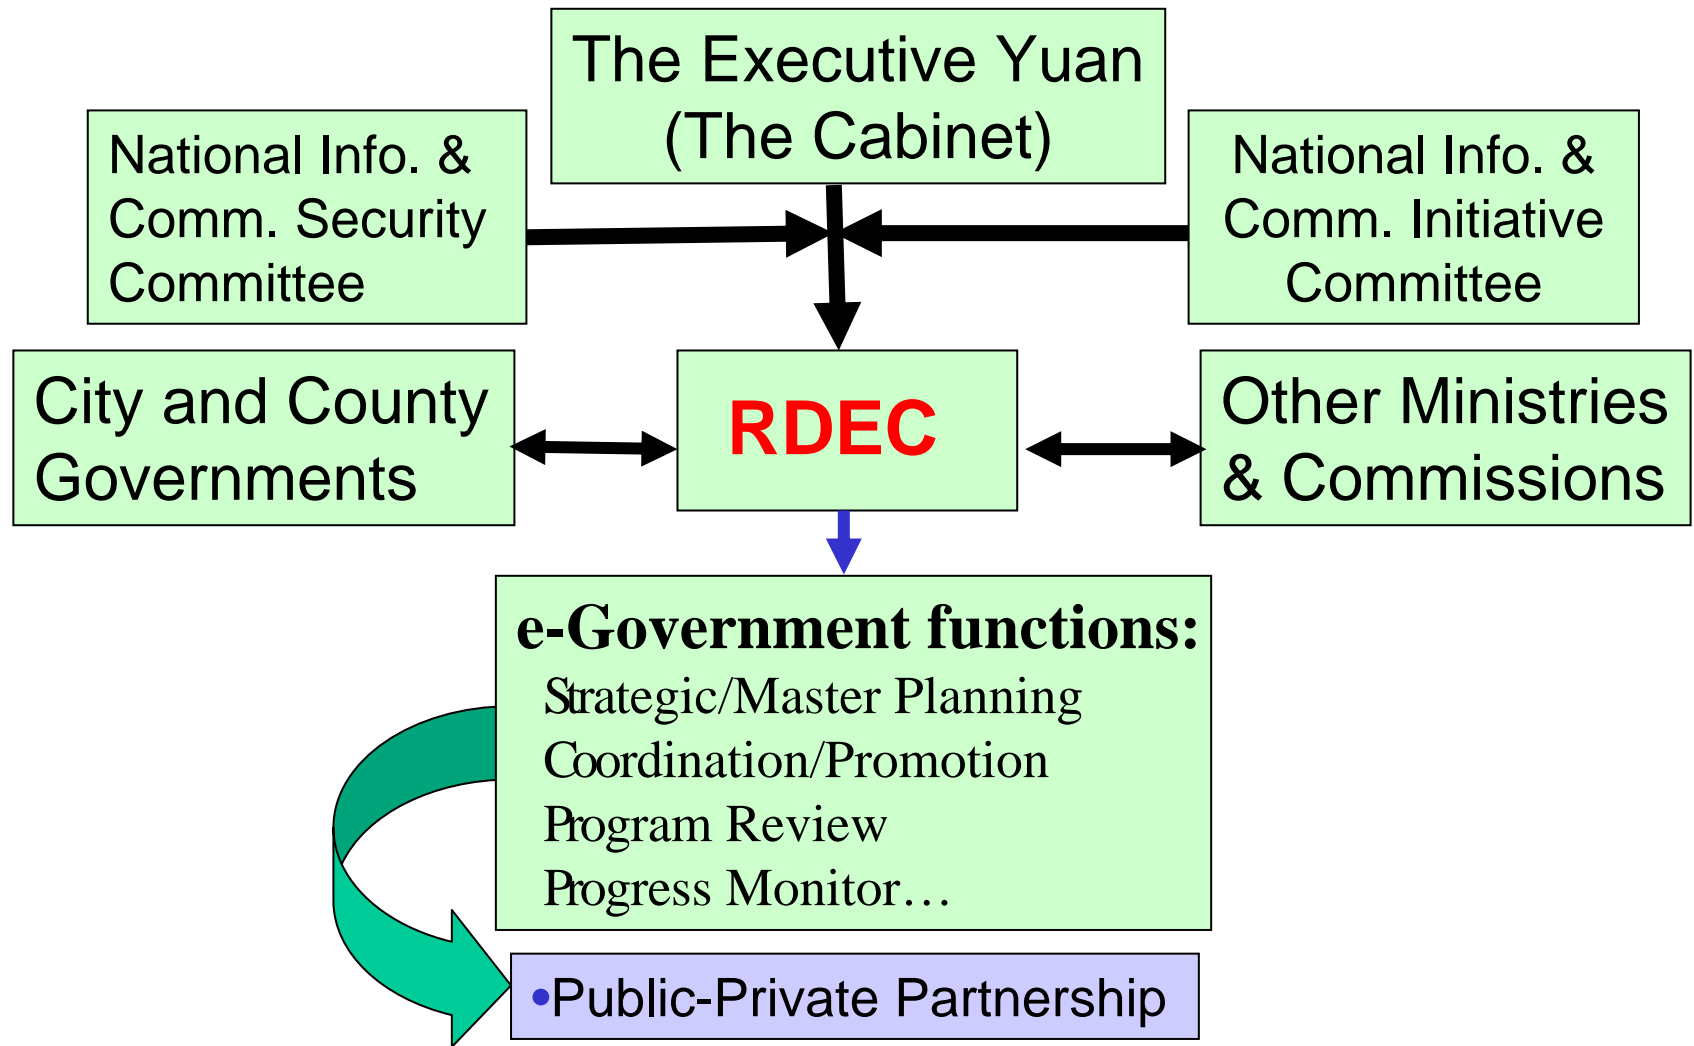 The Executive Yuan
(The Cabinet)
National Info. &
Comm. Security
Committee
National Info. &
Comm. Initiative
Committee
City and County
Governments
RDEC
Other Ministries
& Commissions
e-Government functions:
Strategic/Master Planning
Coordination/Promotion
Program Review
Progress Monitor…
•Public-Private Partnership